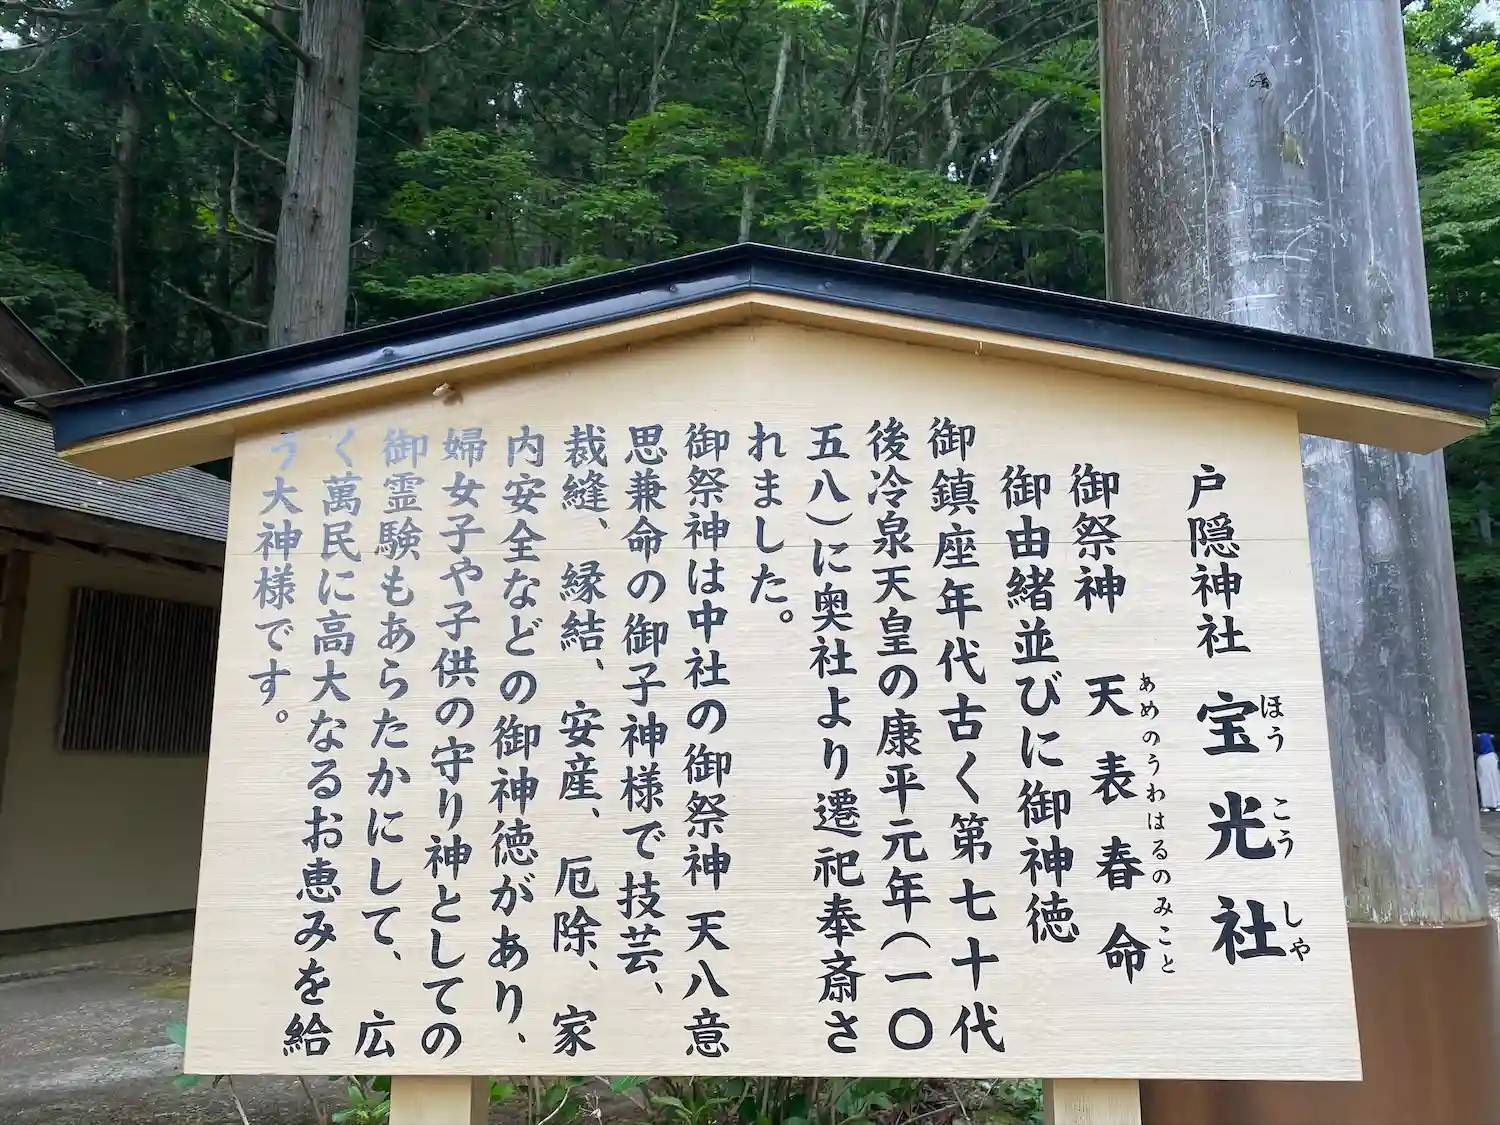 戸隠神社 宝光社
ほうこうしや
御祭神 天表春命
あめのうわはるのみこと
御由緒並びに御神徳
御鎮座年代古く第七十代
後冷泉天皇の康平元年(一〇
五八)に奥社より遷祀奉斎さ
れました。
御祭神は中社の御祭神 天八意
思兼命の御子神様で技芸、
裁縫、縁結、安産、厄除、家
内安全などの御神徳があり、
婦女子や子供の守り神としての
御霊験もあらたかにして、広
く萬民に高大なるお恵みを給
う大神様です。